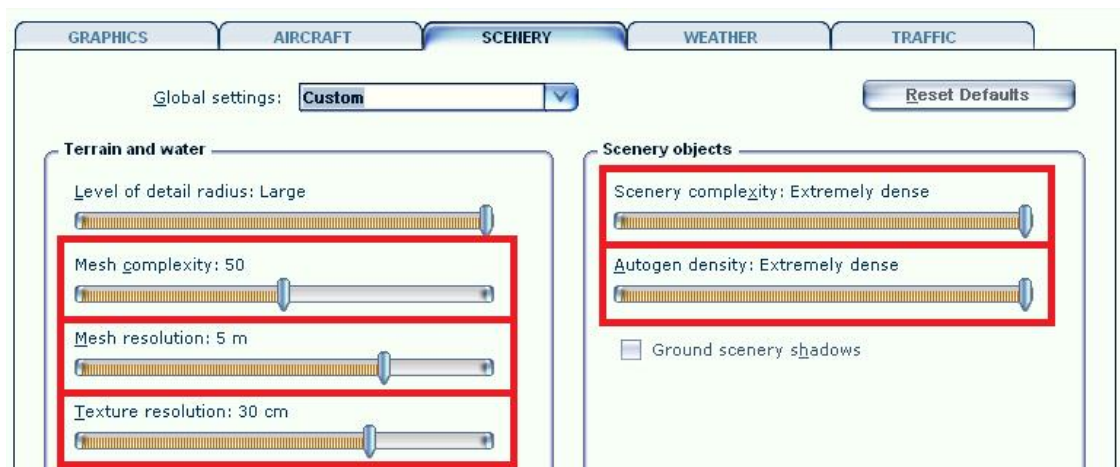 GRAPHICS AIRCRAFT SCENERY WEATHER TRAFFIC
Global settings: Custom Reset Defaults
Terrain and water
Level of detail radius: Large
Mesh complexity: 50
Mesh resolution: 5 m
Texture resolution: 30 cm
Scenery objects
Scenery complexity: Extremely dense
Autogen density: Extremely dense
Ground scenery shadows